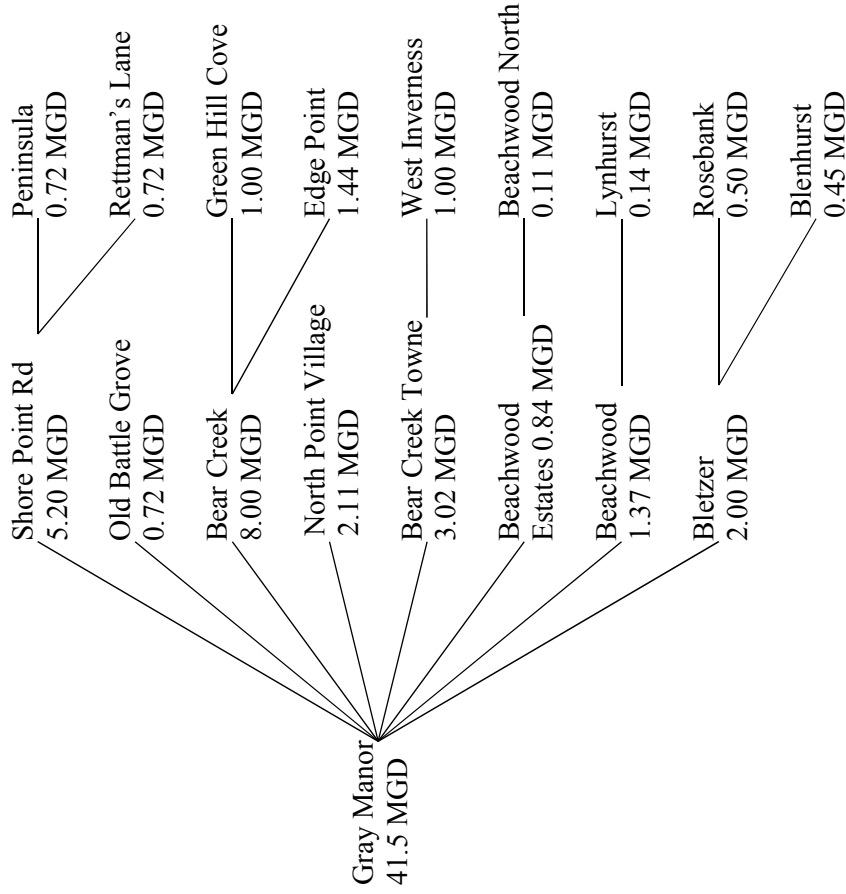 Gray Manor
41.5 MGD
Shore Point Rd
5.20 MGD
Old Battle Grove
0.72 MGD
Bear Creek
8.00 MGD
North Point Village
2.11 MGD
Bear Creek Towne
3.02 MGD
Beachwood
Estates 0.84 MGD
Beachwood
1.37 MGD
Bletzer
2.00 MGD
Peninsula
0.72 MGD
Rettman's Lane
0.72 MGD
Green Hill Cove
1.00 MGD
Edge Point
1.44 MGD
West Inverness
1.00 MGD
Beachwood North
0.11 MGD
Lynhurst
0.14 MGD
Rosebank
0.50 MGD
Blenhurst
0.45 MGD